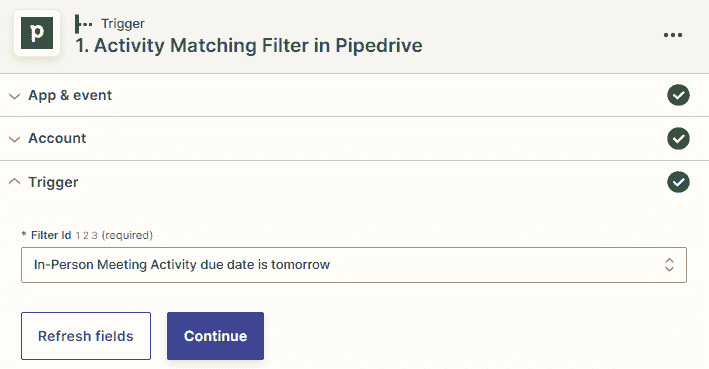 p
Trigger
1. Activity Matching Filter in Pipedrive
App & event
Account
Trigger
* Filter Id 1 2 3 (required)
In-Person Meeting Activity due date is tomorrow
Refresh fields
Continue